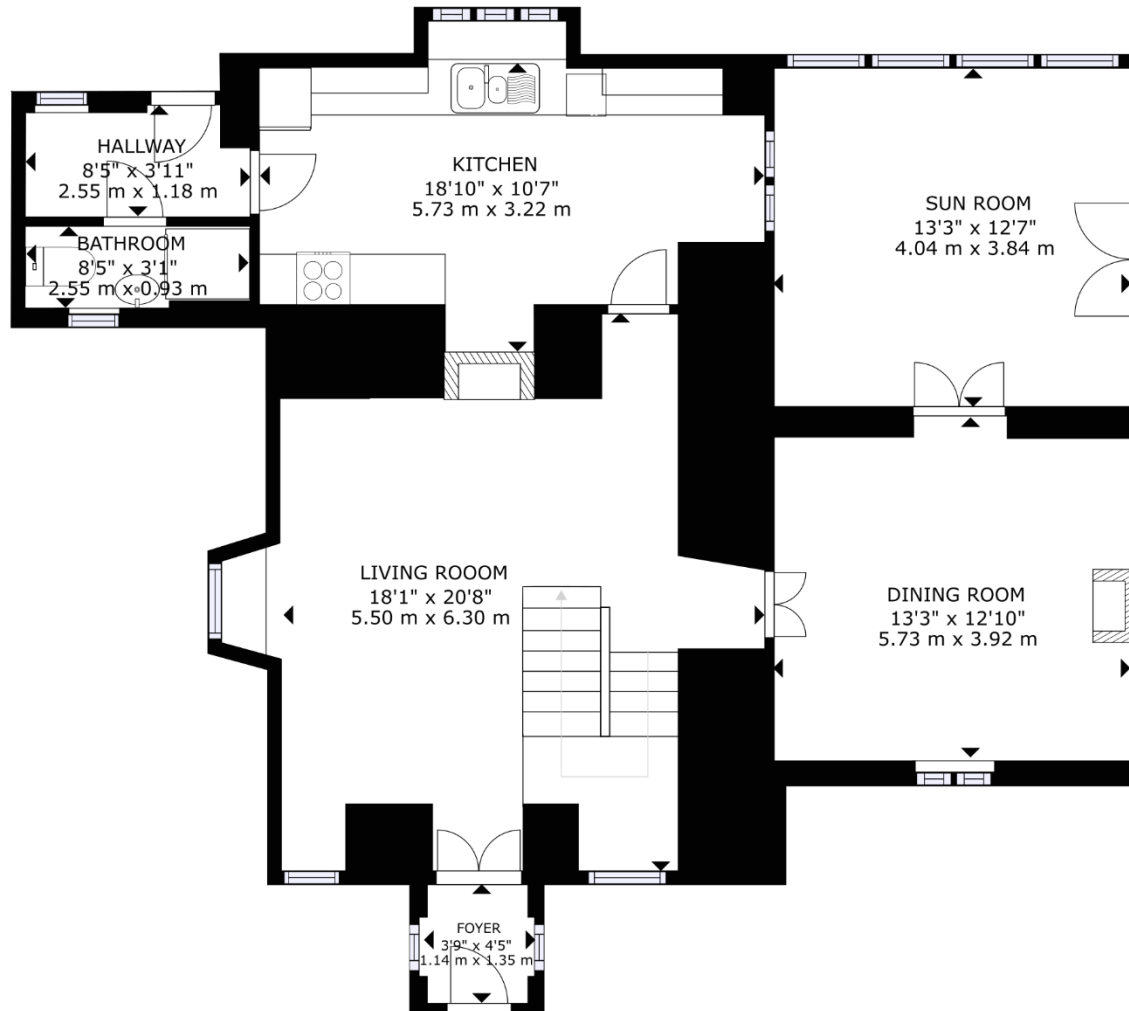 HALLWAY
8'5" x 3'11"
2.55 m x 1.18 m
KITCHEN
18'10" x 10'7"
5.73 m x 3.22 m
SUN ROOM
13'3" x 12'7"
4.04 m x 3.84 m
BATHROOM
8'5" x 3'1"
2.55 m x 0.93 m
LIVING ROOOM
18'1" x 20'8"
5.50 m x 6.30 m
DINING ROOM
13'3" x 12'10"
5.73 m x 3.92 m
FOYER
3'9" x 4'5"
1.14 m x 1.35 m